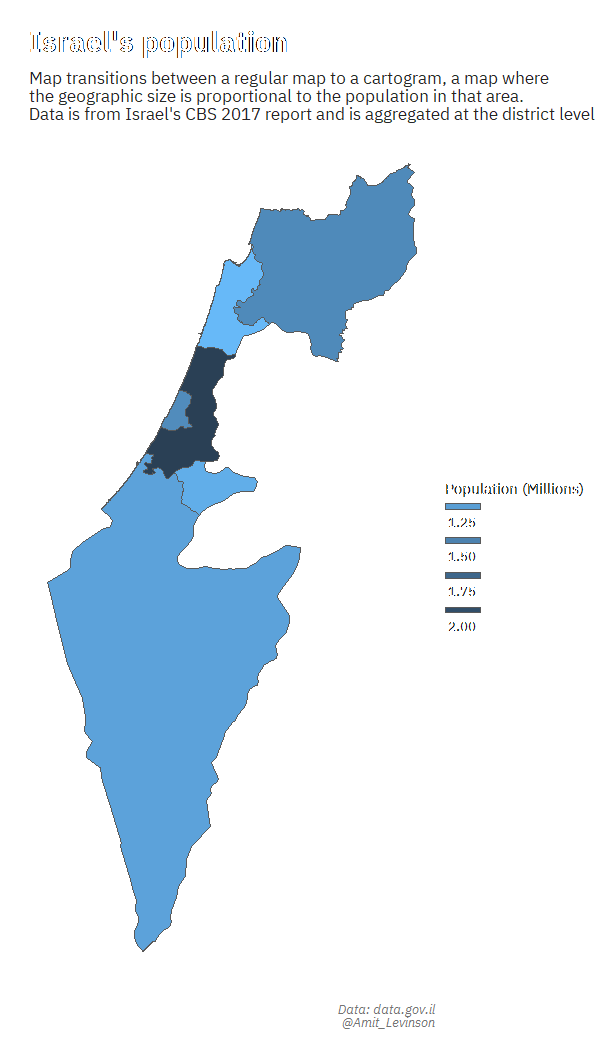 Israel's population
Map transitions between a regular map to a cartogram, a map where
the geographic size is proportional to the population in that area.
Data is from Israel's CBS 2017 report and is aggregated at the district level
Population (Millions)
1.25
1.50
1.75
2.00
Data: data.gov.il
@Amit_Levinson